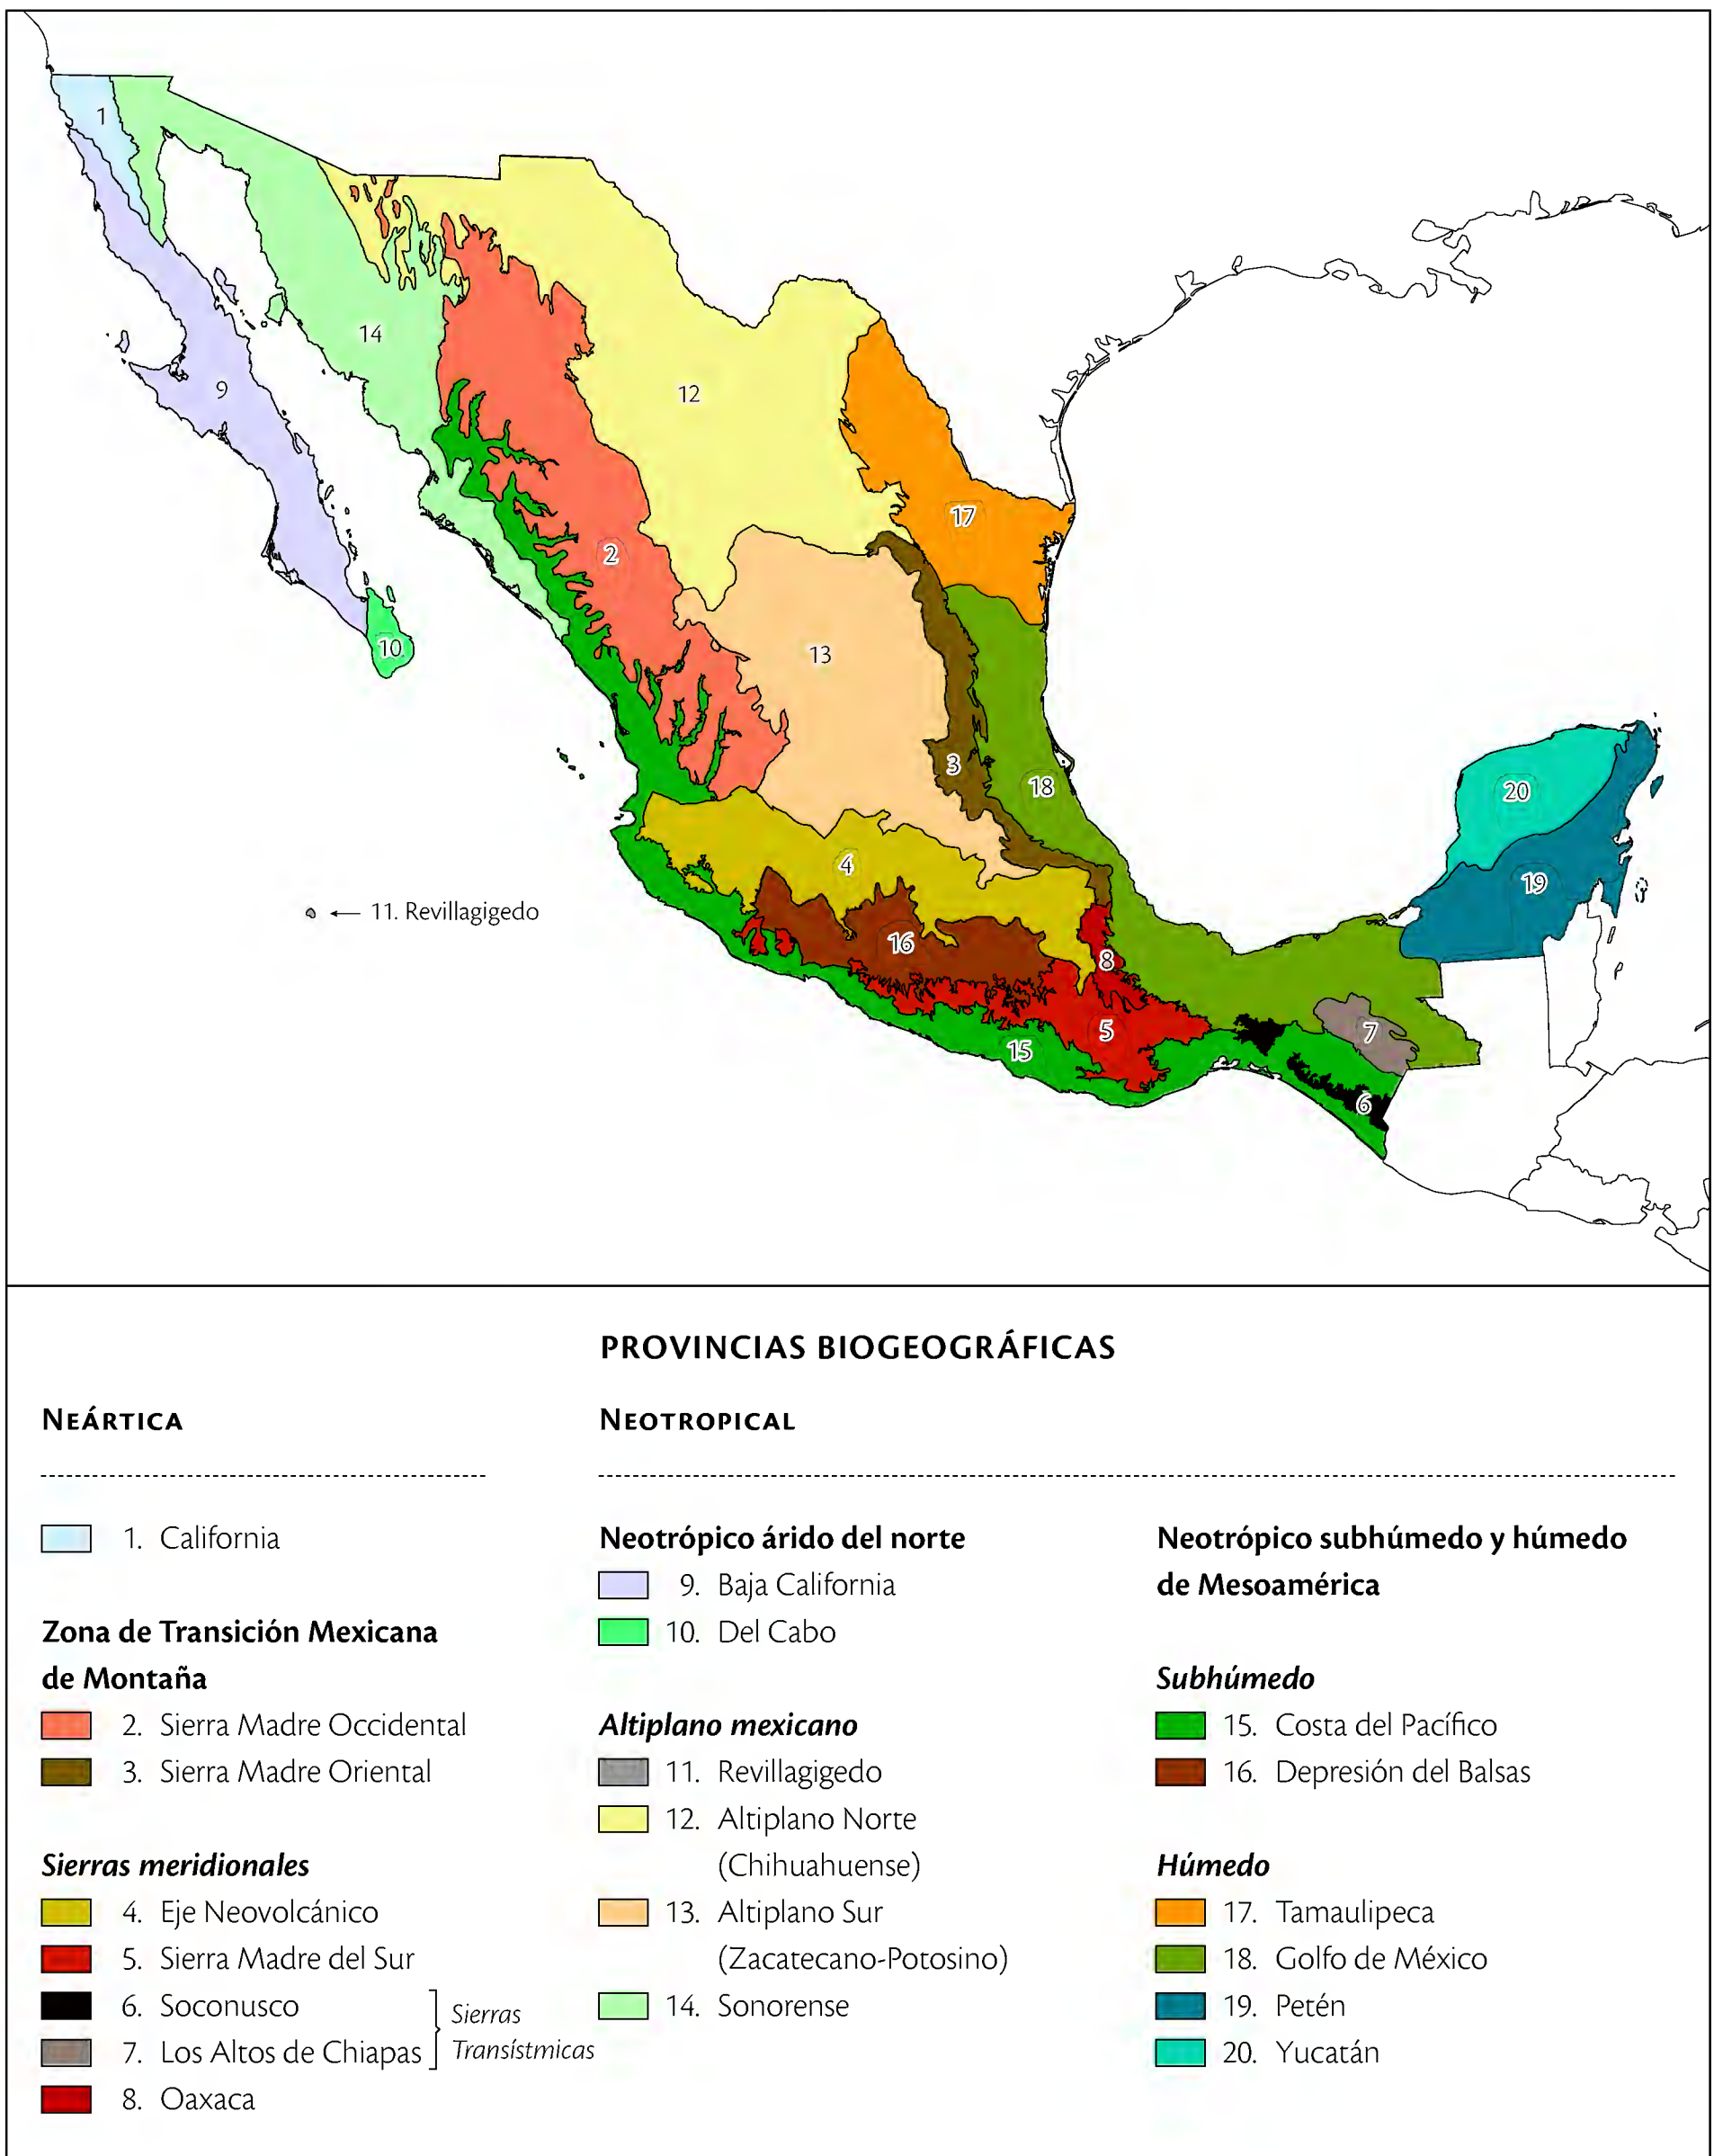 1
14
9
12
17
2
10
13
3
18
20
4
19
11. Revillagigedo
16
8
5
7
15
6
PROVINCIAS BIOGEOGRÁFICAS
NEÁRTICA
1. California
Zona de Transición Mexicana
de Montaña
2. Sierra Madre Occidental
3. Sierra Madre Oriental
Sierras meridionales
4. Eje Neovolcánico
5. Sierra Madre del Sur
6. Soconusco
7. Los Altos de Chiapas
Sierras
Transístmicas
8. Oaxaca
NEOTROPICAL
Neotrópico árido del norte
9. Baja California
10. Del Cabo
Altiplano mexicano
11. Revillagigedo
12. Altiplano Norte
(Chihuahuense)
13. Altiplano Sur
(Zacatecano-Potosino)
14. Sonorense
Neotrópico subhúmedo y húmedo
de Mesoamérica
Subhúmedo
15. Costa del Pacífico
16. Depresión del Balsas
Húmedo
17. Tamaulipeca
18. Golfo de México
19. Petén
20. Yucatán